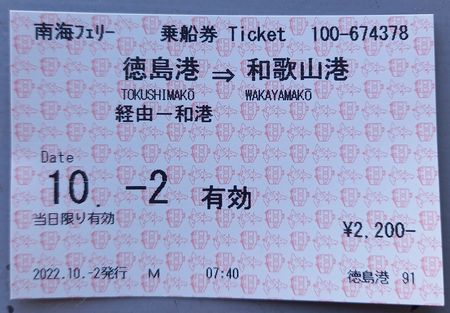 南海フェリー 乗船券 Ticket 100-674378
徳島港 ⇒ 和歌山港
TOKUSHIMAKŌ WAKAYAMAKŌ
経由ー和港
Date
10. -2 有効
当日限り有効
¥2,200-
2022.10.-2発行 M 07:40 徳島港 91